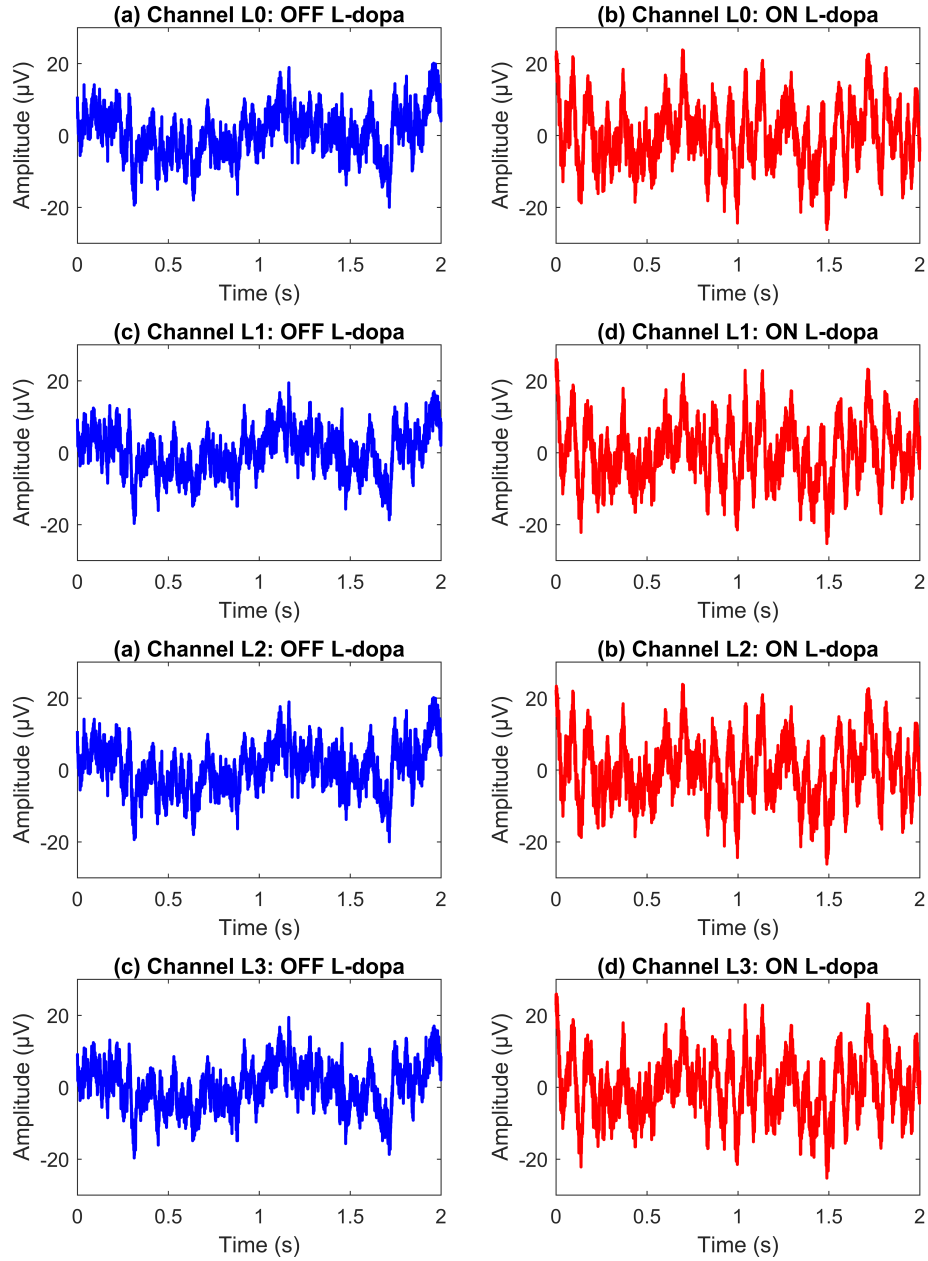 (a) Channel L0: OFF L-dopa
Amplitude (µV)
20
0
-20
0 0.5 1 1.5 2
Time (s)
(b) Channel L0: ON L-dopa
Amplitude (µV)
20
0
-20
0 0.5 1 1.5 2
Time (s)
(c) Channel L1: OFF L-dopa
Amplitude (µV)
20
0
-20
0 0.5 1 1.5 2
Time (s)
(d) Channel L1: ON L-dopa
Amplitude (µV)
20
0
-20
0 0.5 1 1.5 2
Time (s)
(a) Channel L2: OFF L-dopa
Amplitude (µV)
20
0
-20
0 0.5 1 1.5 2
Time (s)
(b) Channel L2: ON L-dopa
Amplitude (µV)
20
0
-20
0 0.5 1 1.5 2
Time (s)
(c) Channel L3: OFF L-dopa
Amplitude (µV)
20
0
-20
0 0.5 1 1.5 2
Time (s)
(d) Channel L3: ON L-dopa
Amplitude (µV)
20
0
-20
0 0.5 1 1.5 2
Time (s)